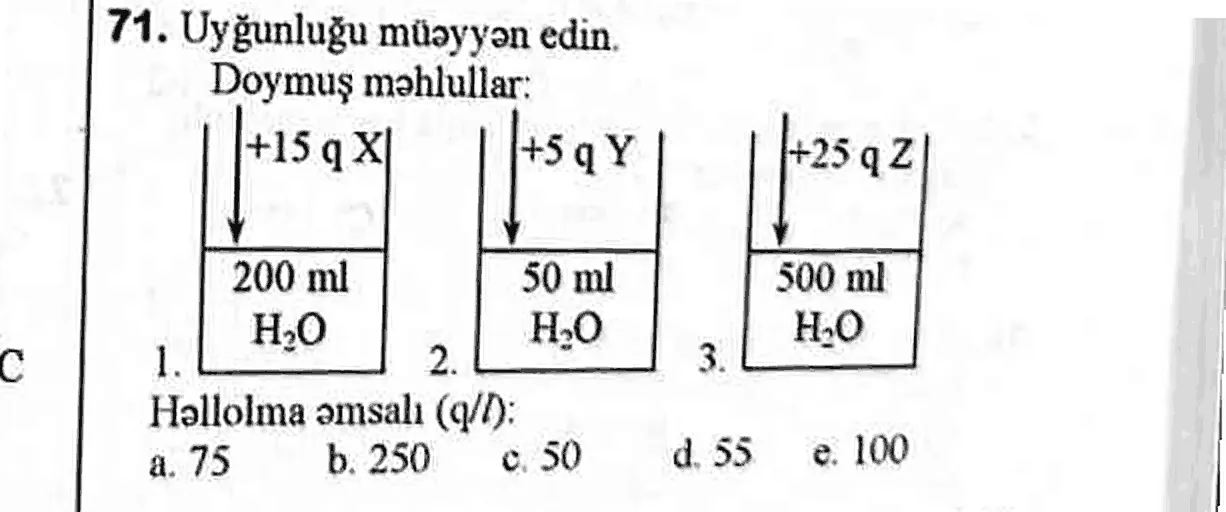 71. Uyğunluğu müəyyən edin.
Doymuş məhlullar:
+15 q X +5 q Y +25 q Z
200 ml 50 ml 500 ml
H₂O H₂O H₂O
1. 2. 3.
C
Həllolma əmsalı (q/l):
a. 75 b. 250 c. 50 d. 55 e. 100